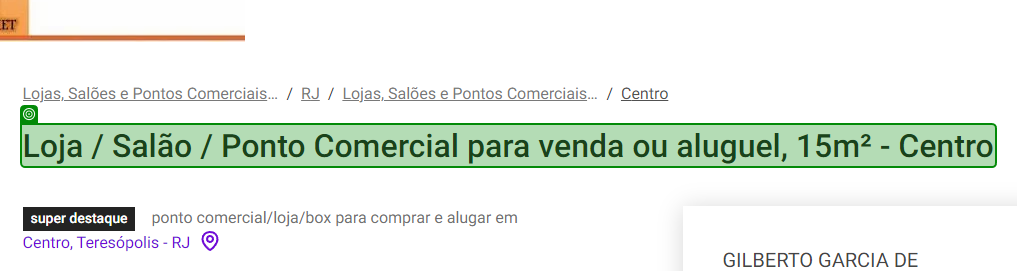 Lojas, Salões e Pontos Comerciais... / RJ / Lojas, Salões e Pontos Comerciais... / Centro
Loja / Salão / Ponto Comercial para venda ou aluguel, 15m² - Centro
super destaque ponto comercial/loja/box para comprar e alugar em
Centro, Teresópolis - RJ
GILBERTO GARCIA DE